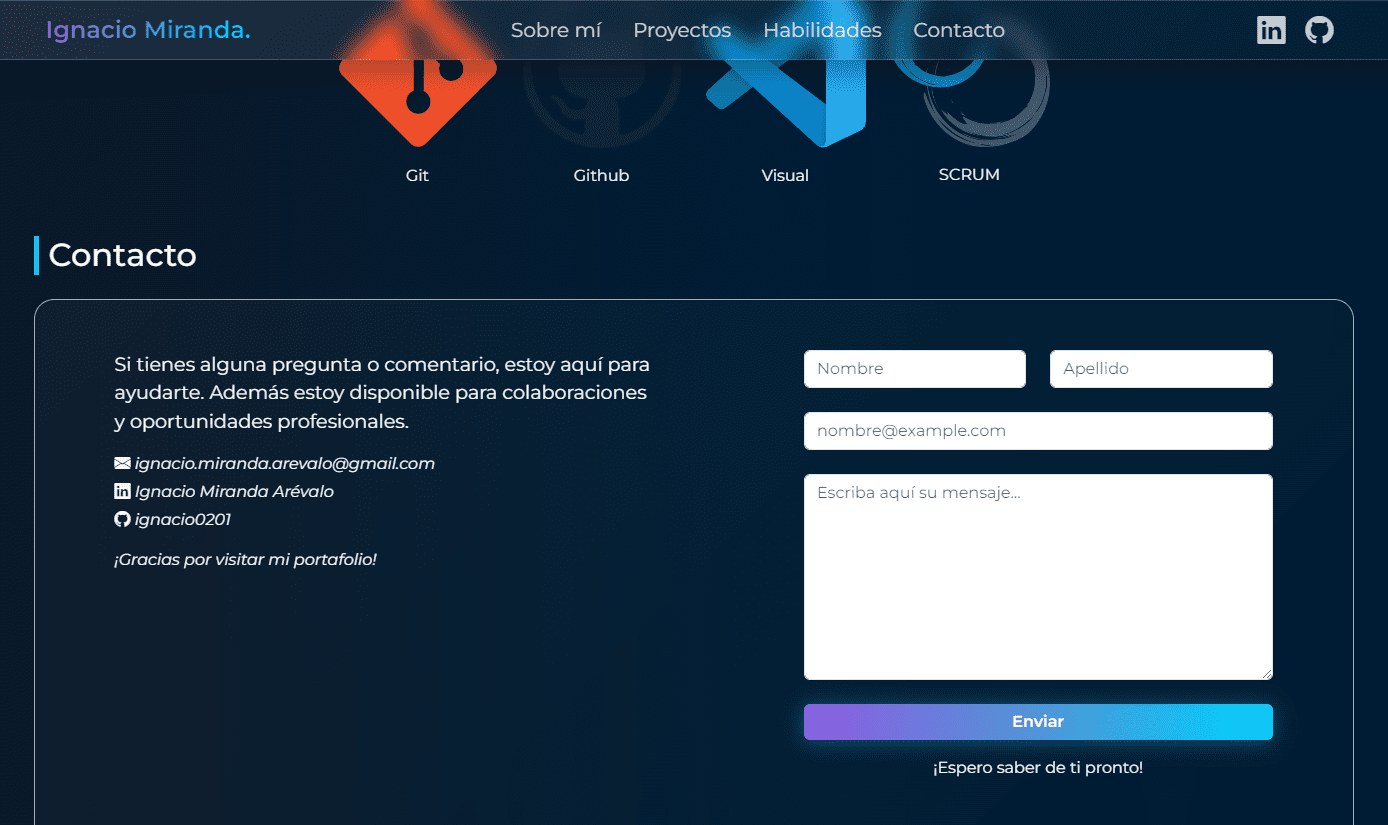 Ignacio Miranda.
Sobre mí Proyectos Habilidades Contacto
Git Github Visual SCRUM
Contacto
Si tienes alguna pregunta o comentario, estoy aquí para
ayudarte. Además estoy disponible para colaboraciones
y oportunidades profesionales.
ignacio.miranda.arevalo@gmail.com
Ignacio Miranda Arévalo
ignacio0201
¡Gracias por visitar mi portafolio!
Nombre Apellido
nombre@example.com
Escriba aquí su mensaje...
Enviar
¡Espero saber de ti pronto!